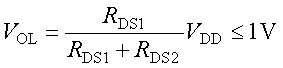 V_OL = R_DS1 / (R_DS1 + R_DS2) V_DD ≤ 1V